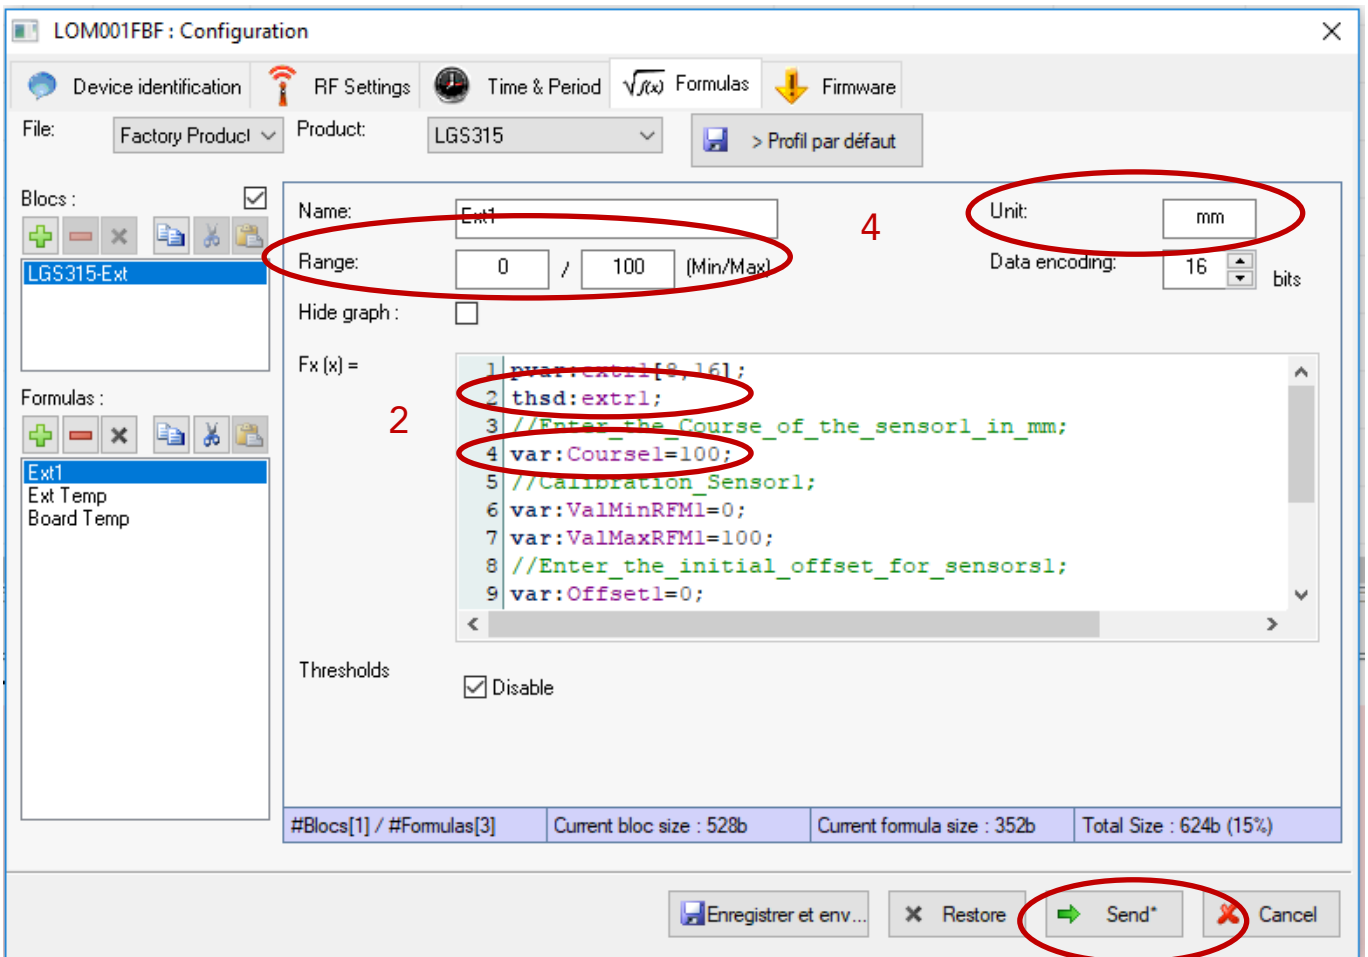 LOM001FBF : Configuration
Device identification RF Settings Time & Period √f(x) Formulas Firmware
File: Factory Product Product: LGS315 > Profil par défaut
Blocs :
LGS315-Ext
Formulas :
Ext1
Ext Temp
Board Temp
Name: Ext1 4 Unit: mm
Range: 0 / 100 (Min/Max) Data encoding: 16 bits
Hide graph :
Fx (x) =
2
1 pvar:extr1[8,16];
2 thsd:extr1;
3 //Enter_the_Course_of_the_sensor1_in_mm;
4 var:Course1=100;
5 //Calibration_Sensor1;
6 var:ValMinRFM1=0;
7 var:ValMaxRFM1=100;
8 //Enter_the_initial_offset_for_sensors1;
9 var:Offset1=0;
Thresholds Disable
#Blocs[1] / #Formulas[3] Current bloc size : 528b Current formula size : 352b Total Size : 624b (15%)
Enregistrer et env... Restore Send* Cancel